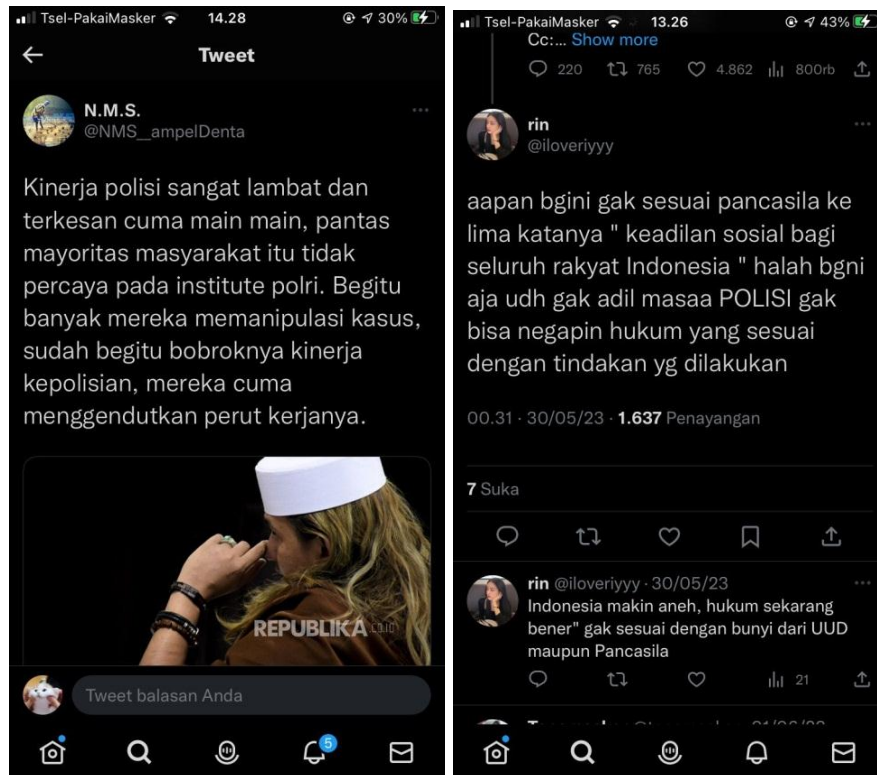 Tsel-PakaiMasker 14.28 30%
Tweet
N.M.S.
@NMS__ampelDenta
Kinerja polisi sangat lambat dan
terkesan cuma main main, pantas
mayoritas masyarakat itu tidak
percaya pada institute polri. Begitu
banyak mereka memanipulasi kasus,
sudah begitu bobroknya kinerja
kepolisian, mereka cuma
menggendutkan perut kerjanya.
REPUBLIKA.CO.ID
Tweet balasan Anda
5
Tsel-PakaiMasker 13.26 43%
Cc:... Show more
220 765 4.862 800rb
rin
@iloveriyyy
aapan bgini gak sesuai pancasila ke
lima katanya " keadilan sosial bagi
seluruh rakyat Indonesia " halah bgni
aja udh gak adil masaa POLISI gak
bisa negapin hukum yang sesuai
dengan tindakan yg dilakukan
00.31 · 30/05/23 · 1.637 Penayangan
7 Suka
rin @iloveriyyy · 30/05/23
Indonesia makin aneh, hukum sekarang
bener" gak sesuai dengan bunyi dari UUD
maupun Pancasila
21